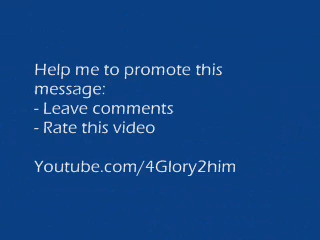 Help me to promote this
message:
- Leave comments
- Rate this video
Youtube.com/4Glory2him